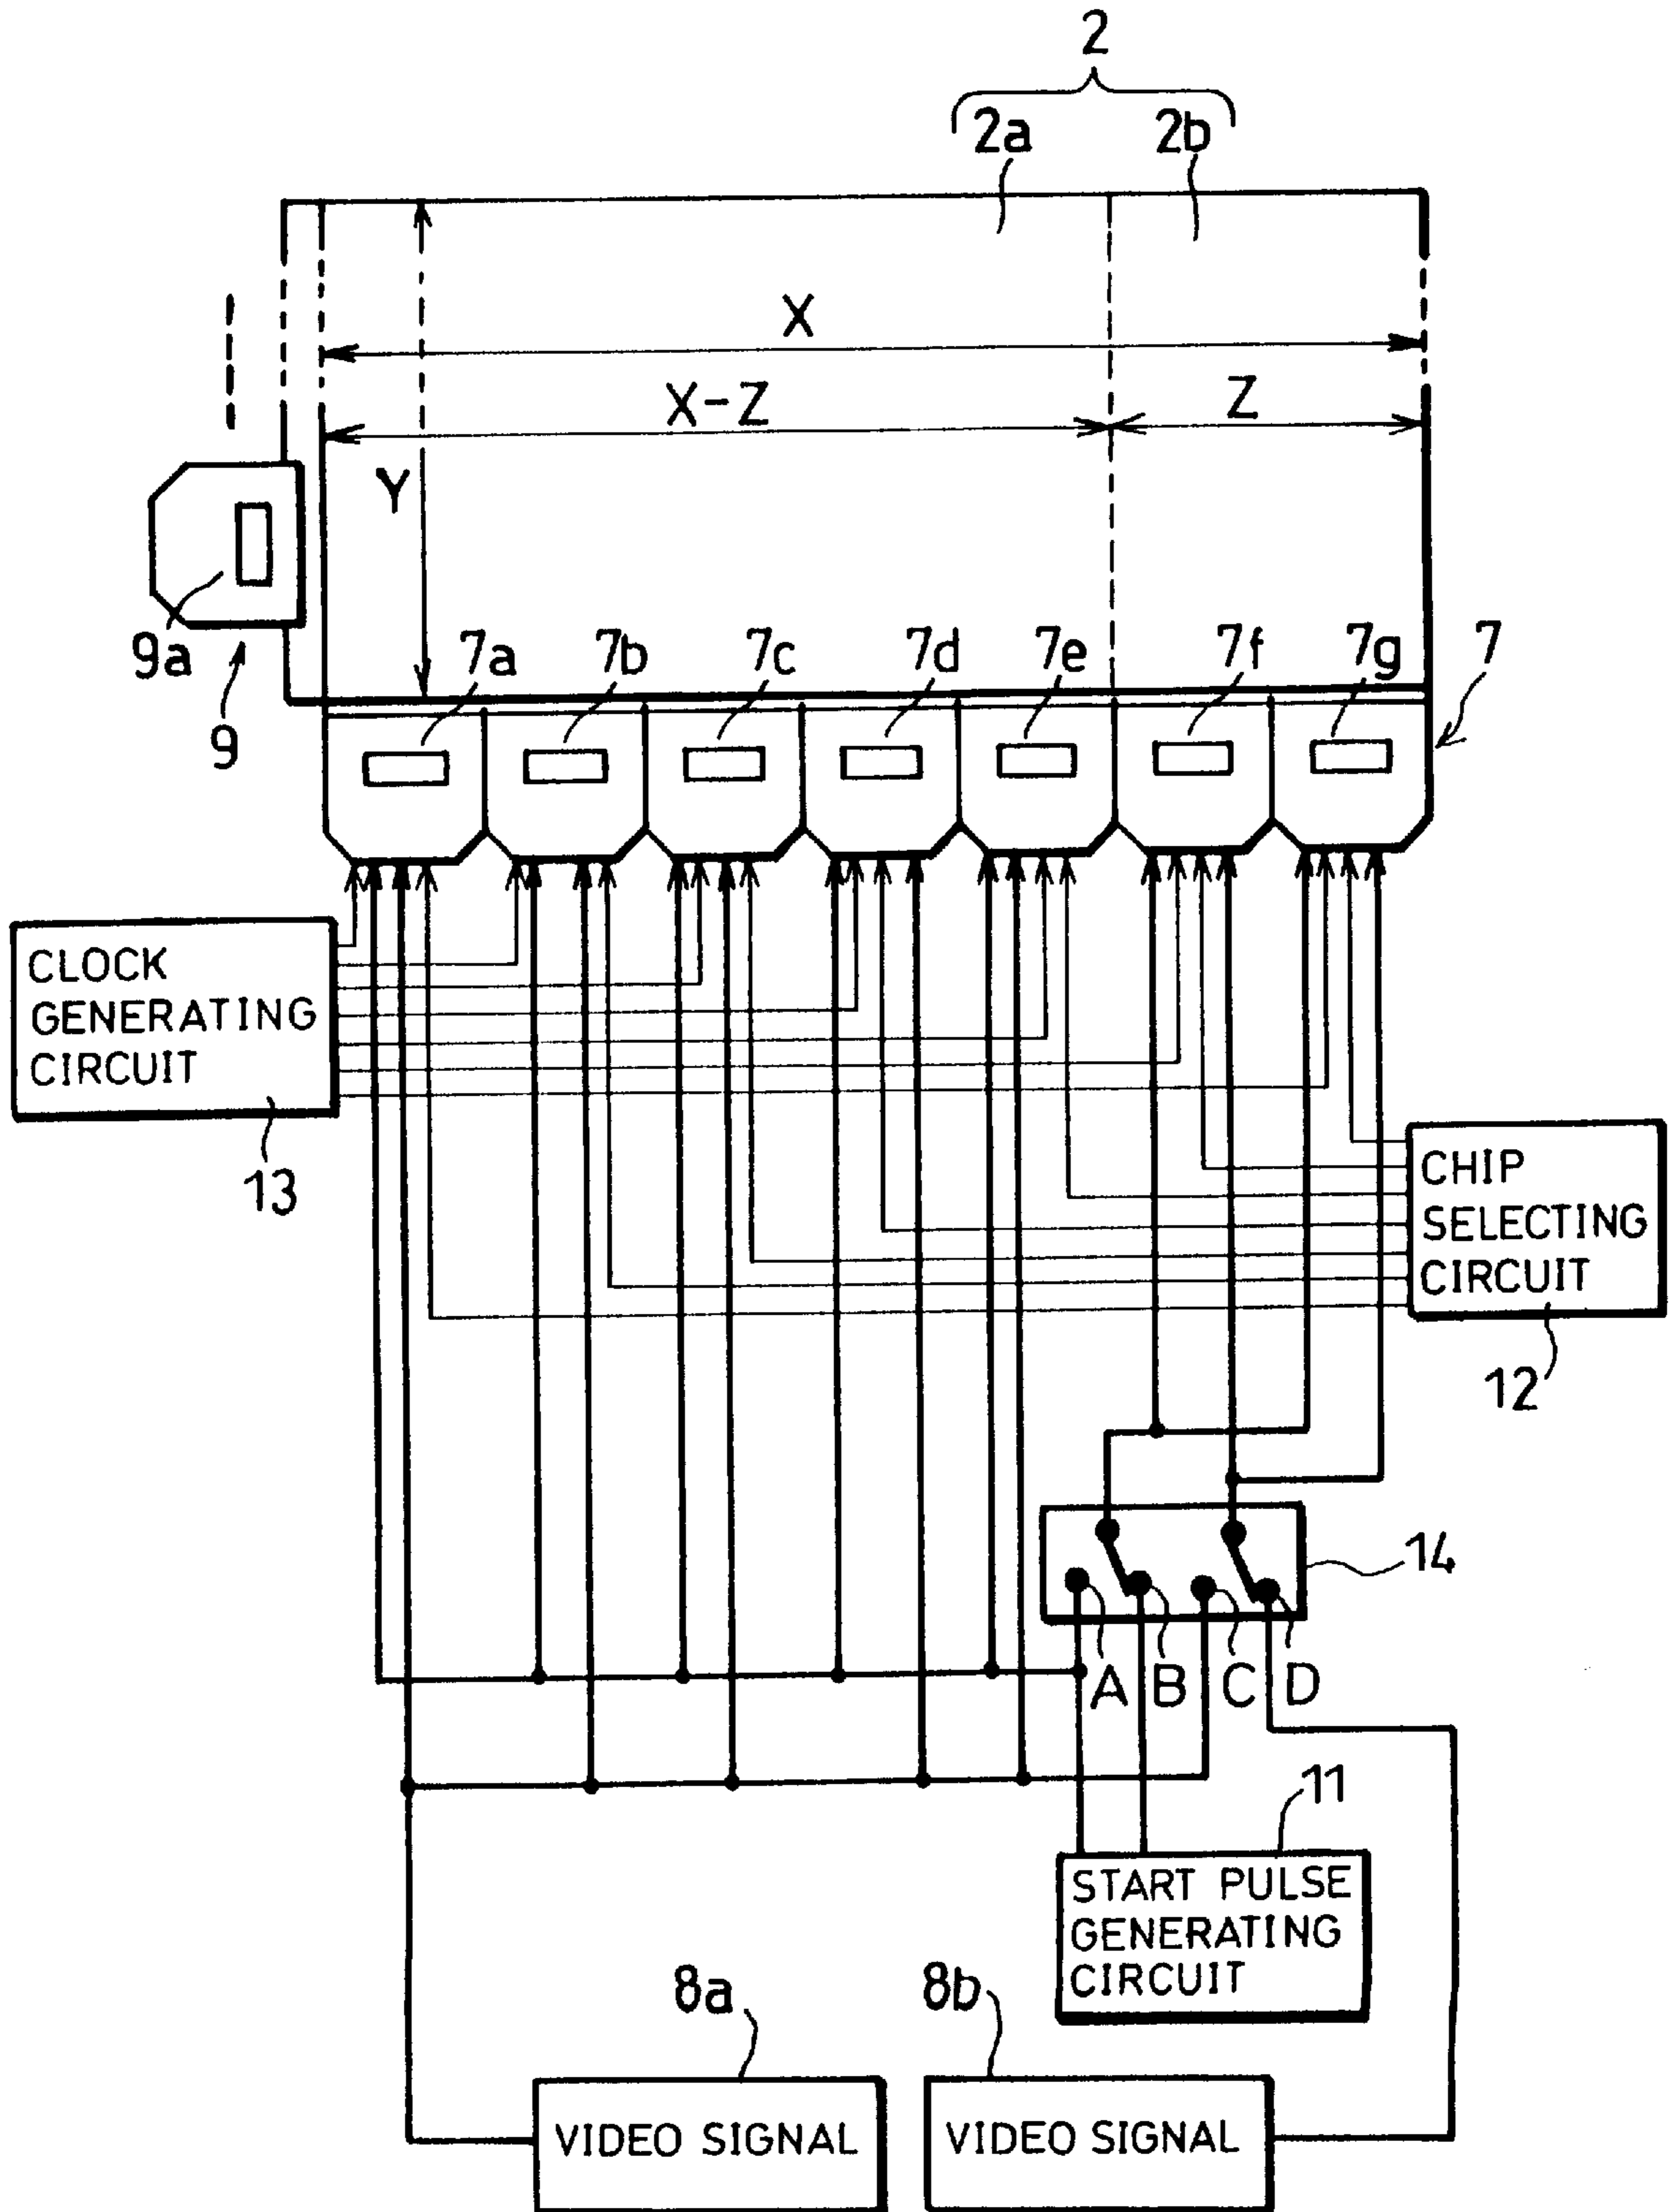 2
2a 2b
X
X-Z Z
Y
9a 7a 7b 7c 7d 7e 7f 7g 7
9
CLOCK
GENERATING
CIRCUIT
13
CHIP
SELECTING
CIRCUIT
12
14
A B C D
11
START PULSE
GENERATING
CIRCUIT
8a 8b
VIDEO SIGNAL VIDEO SIGNAL